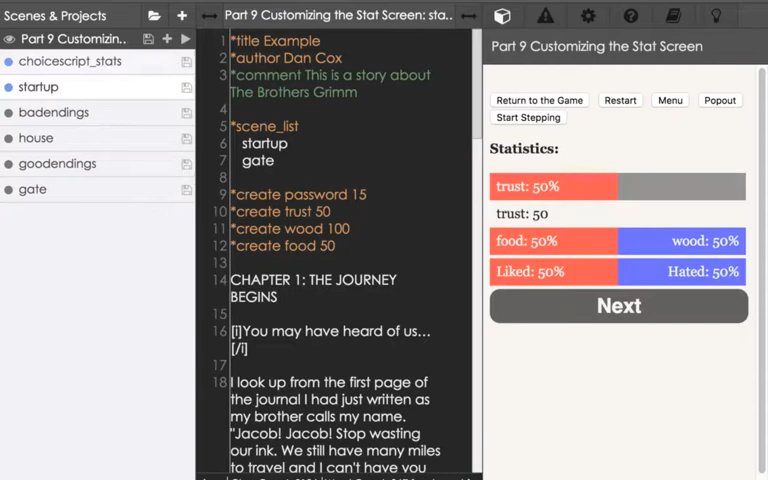 Scenes & Projects
Part 9 Customizin..
choicescript_stats
startup
badendings
house
goodendings
gate
Part 9 Customizing the Stat Screen: sta..
1 *title Example
2 *author Dan Cox
3 *comment This is a story about
The Brothers Grimm
4
5 *scene_list
6 startup
7 gate
8
9 *create password 15
10 *create trust 50
11 *create wood 100
12 *create food 50
13
14 CHAPTER 1: THE JOURNEY
BEGINS
15
16 [i]You may have heard of us...
[/i]
17
18 I look up from the first page of
the journal I had just written as
my brother calls my name.
"Jacob! Jacob! Stop wasting
our ink. We still have many miles
to travel and I can't have you
Part 9 Customizing the Stat Screen
Return to the Game Restart Menu Popout
Start Stepping
Statistics:
trust: 50%
trust: 50
food: 50% wood: 50%
Liked: 50% Hated: 50%
Next